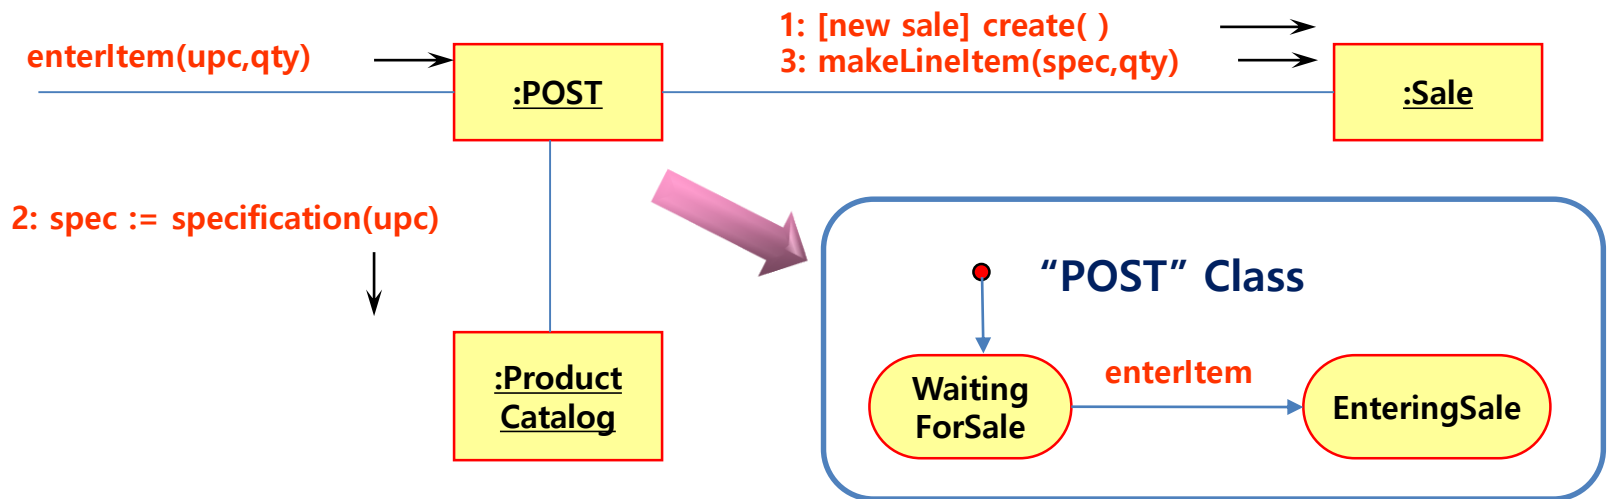 1: [new sale] create( )
enterItem(upc,qty)
3: makeLineItem(spec,qty)
:POST
:Sale
2: spec := specification(upc)
“POST” Class
:Product
Catalog
enterItem
Waiting
ForSale
EnteringSale